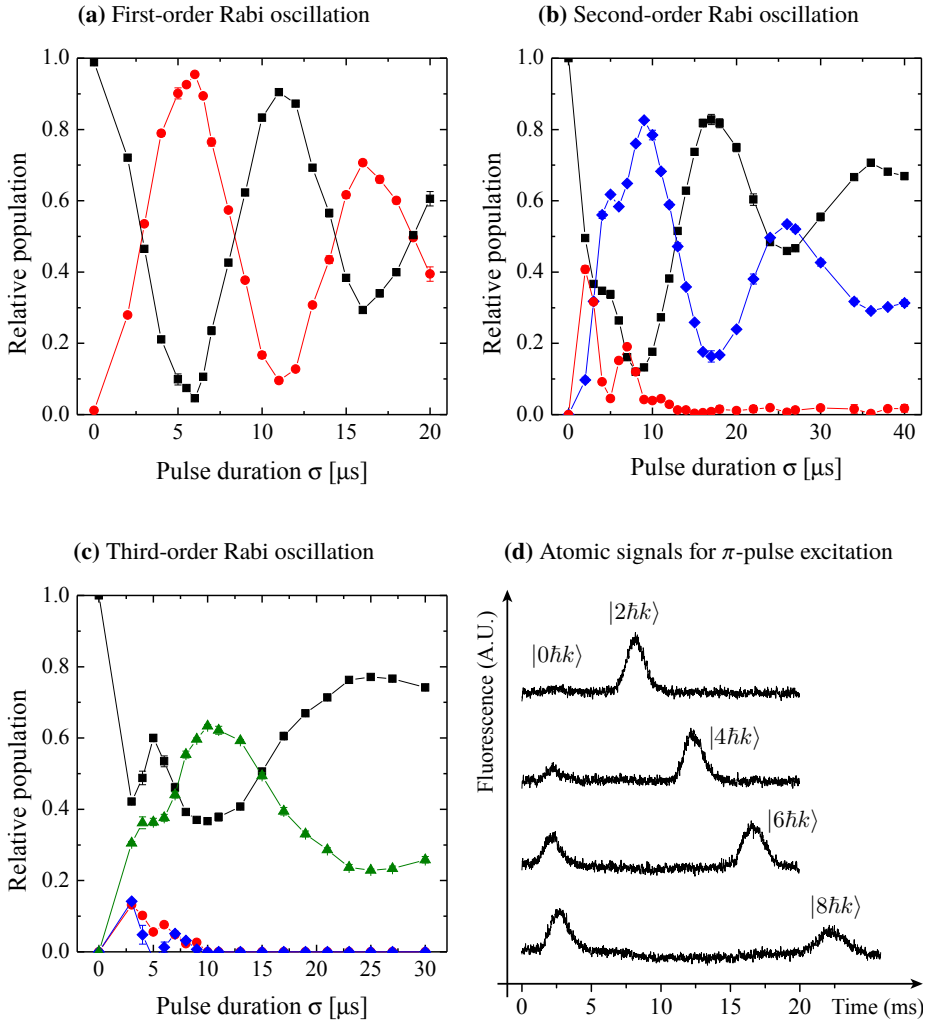 (a) First-order Rabi oscillation
1.0
0.8
0.6
0.4
0.2
0.0
Relative population
0 5 10 15 20
Pulse duration σ [μs]
(b) Second-order Rabi oscillation
1.0
0.8
0.6
0.4
0.2
0.0
Relative population
0 10 20 30 40
Pulse duration σ [μs]
(c) Third-order Rabi oscillation
1.0
0.8
0.6
0.4
0.2
0.0
Relative population
0 5 10 15 20 25 30
Pulse duration σ [μs]
(d) Atomic signals for π-pulse excitation
Fluorescence (A.U.)
|2ℏk⟩
|0ℏk⟩
|4ℏk⟩
|6ℏk⟩
|8ℏk⟩
0 5 10 15 20 Time (ms)